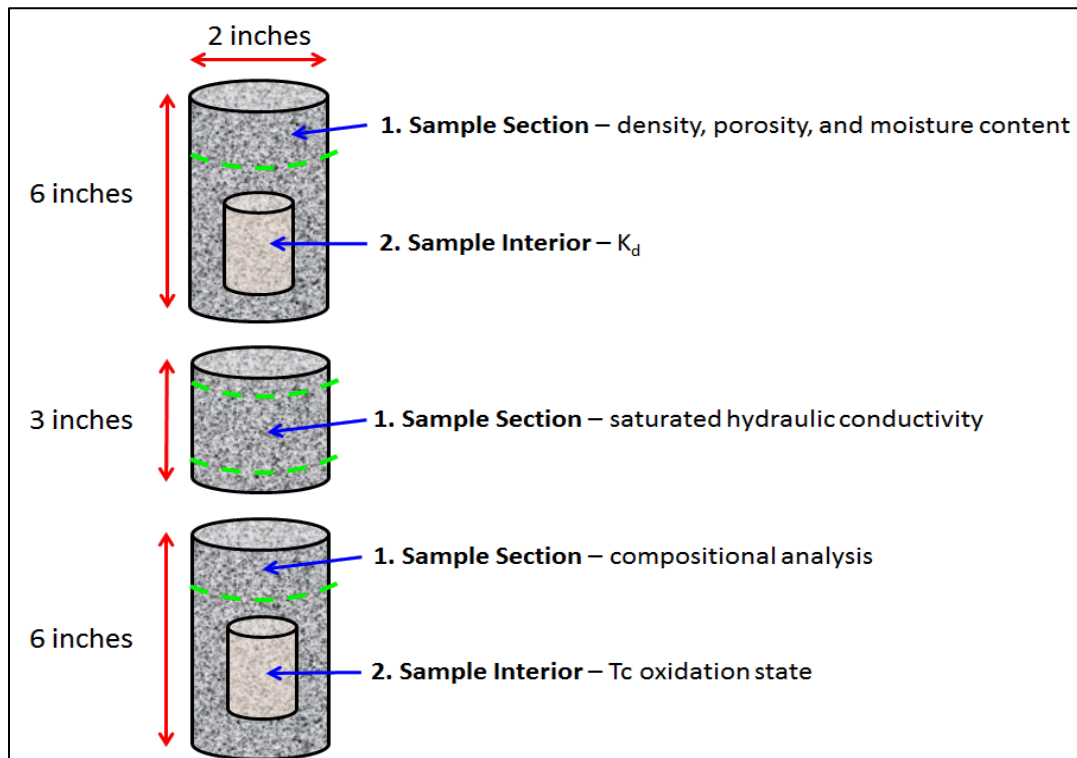 2 inches
1. Sample Section – density, porosity, and moisture content
6 inches
2. Sample Interior – Kd
3 inches
1. Sample Section – saturated hydraulic conductivity
1. Sample Section – compositional analysis
6 inches
2. Sample Interior – Tc oxidation state